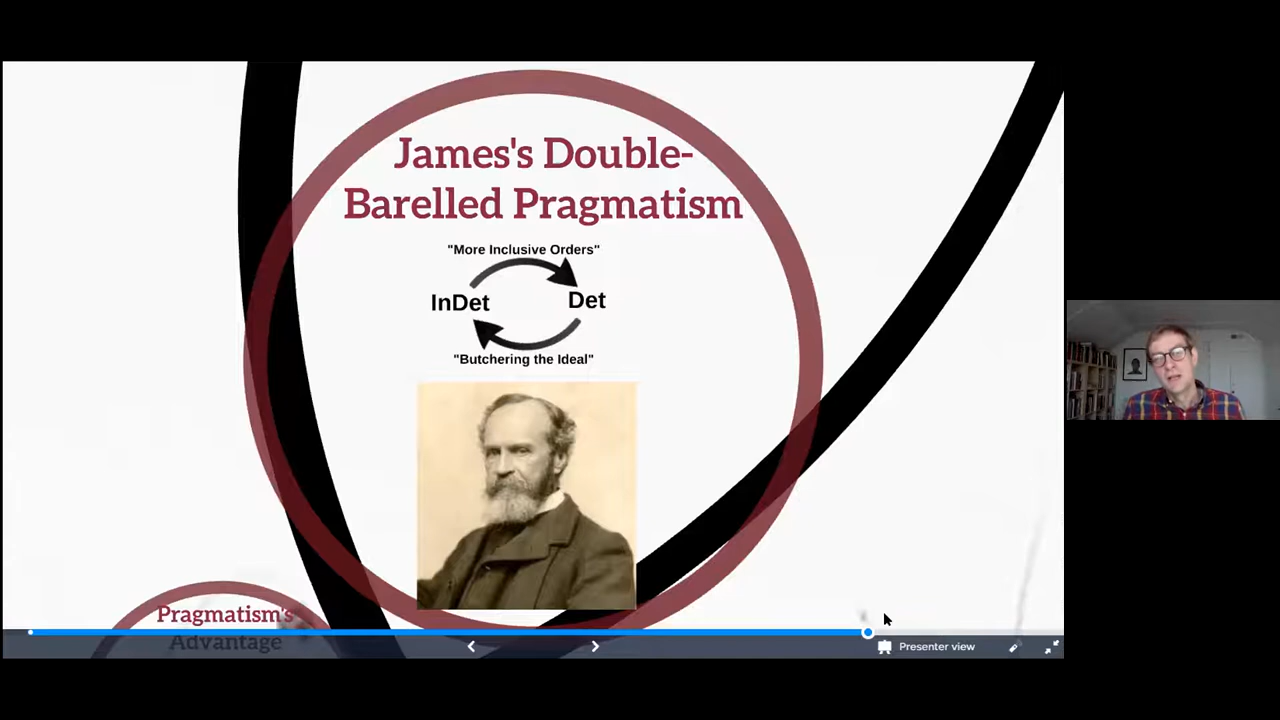 James's Double-
Barelled Pragmatism
"More Inclusive Orders"
InDet
Det
"Butchering the Ideal"
Pragmatism's
Advantage
Presenter view